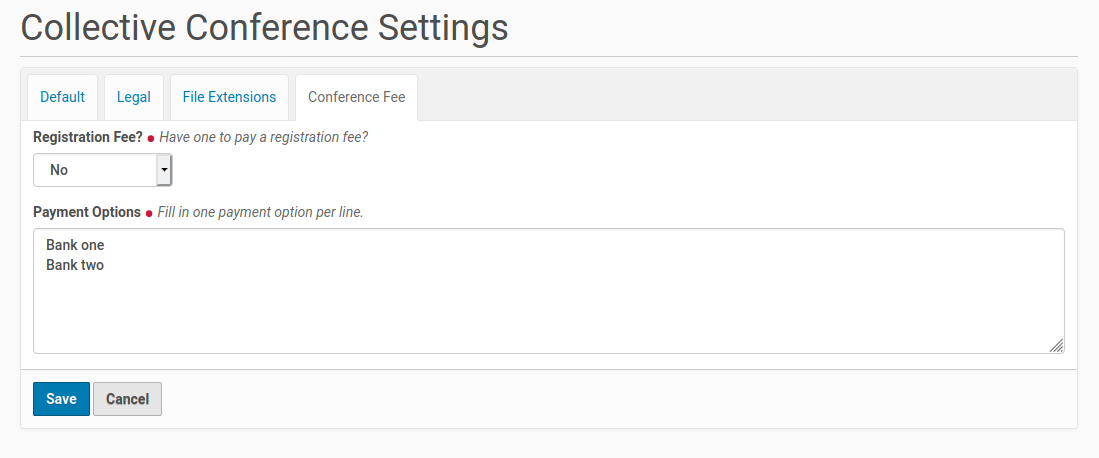 Collective Conference Settings
Default Legal File Extensions Conference Fee
Registration Fee? Have one to pay a registration fee?
No
Payment Options Fill in one payment option per line.
Bank one
Bank two
Save Cancel